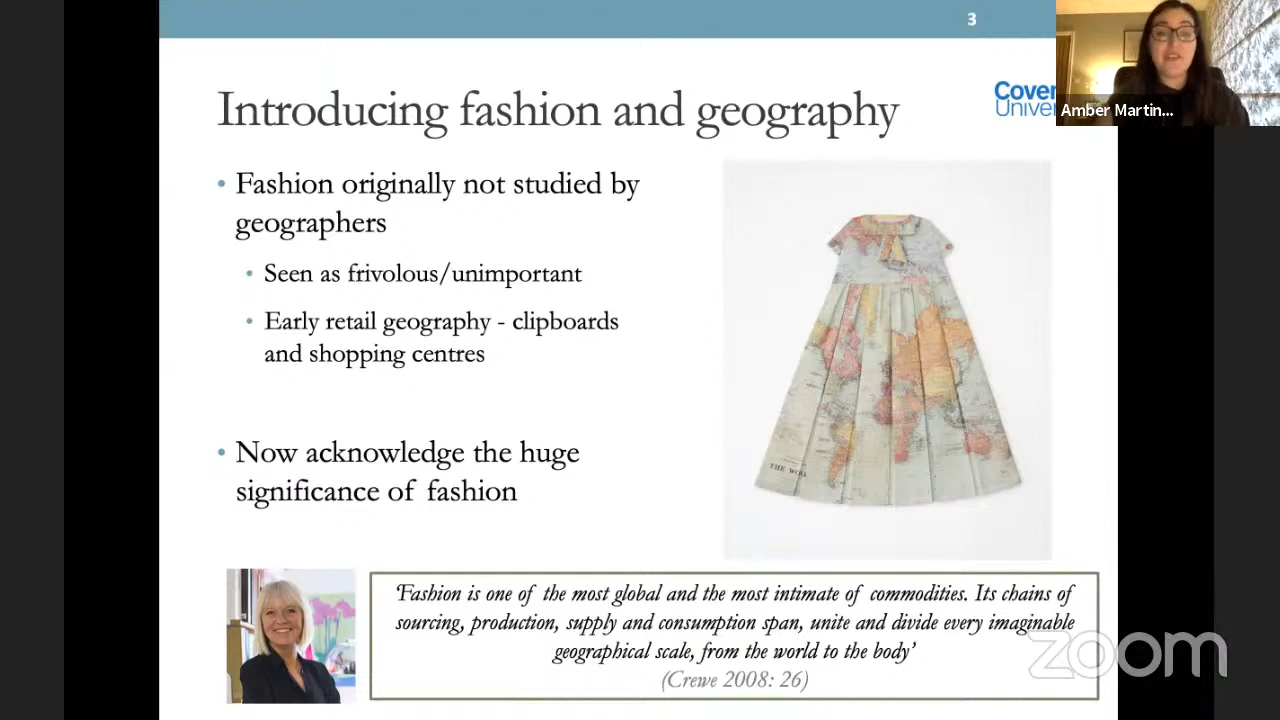 3
Introducing fashion and geography
Cover
Univer
Amber Martin...
• Fashion originally not studied by
geographers
• Seen as frivolous/unimportant
• Early retail geography - clipboards
and shopping centres
• Now acknowledge the huge
significance of fashion
THE WORL
'Fashion is one of the most global and the most intimate of commodities. Its chains of
sourcing, production, supply and consumption span, unite and divide every imaginable
geographical scale, from the world to the body'
(Crewe 2008: 26)
zoom